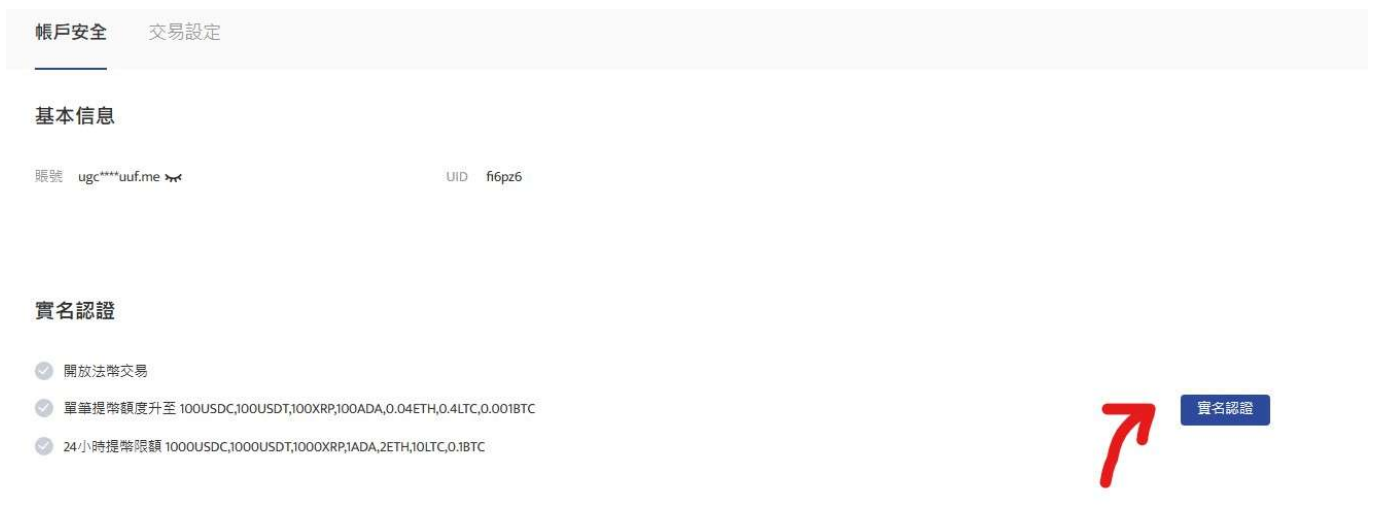 帳戶安全 交易設定
基本信息
賬號 ugc****uuf.me UID fi6pz6
實名認證
開放法幣交易
單筆提幣額度升至 100USDC,100USDT,100XRP,100ADA,0.04ETH,0.4LTC,0.001BTC
實名認證
24小時提幣限額 1000USDC,1000USDT,1000XRP,1ADA,2ETH,10LTC,0.1BTC